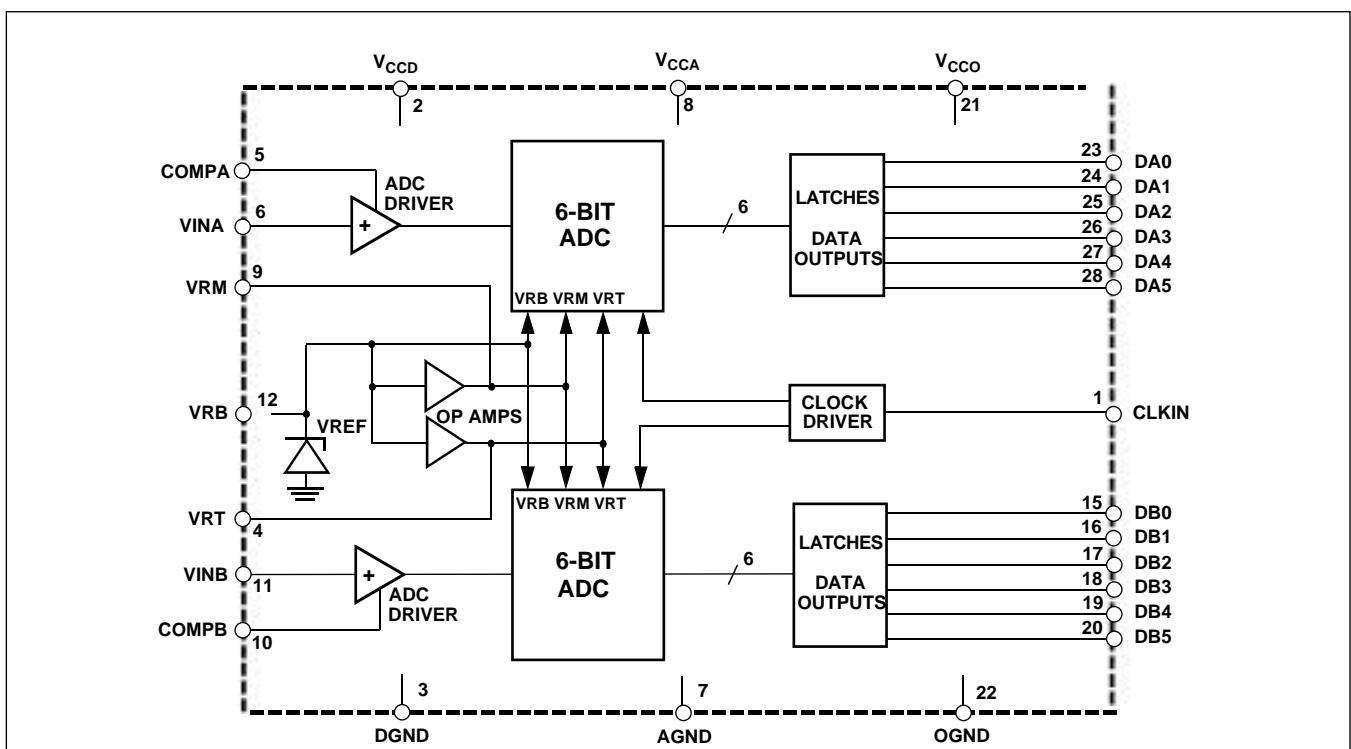 VCCD
VCCA
VCCO
2
8
21
COMPA
5
ADC
DRIVER
VINA
6
+
6-BIT
ADC
6
LATCHES
DATA
OUTPUTS
23
DA0
24
DA1
25
DA2
26
DA3
27
DA4
28
DA5
VRM
9
VRB VRM VRT
VRB
12
VREF
OP AMPS
CLOCK
DRIVER
1
CLKIN
VRT
4
VRB VRM VRT
VINB
11
+
ADC
DRIVER
COMPB
10
6-BIT
ADC
6
LATCHES
DATA
OUTPUTS
15
DB0
16
DB1
17
DB2
18
DB3
19
DB4
20
DB5
3
7
22
DGND
AGND
OGND